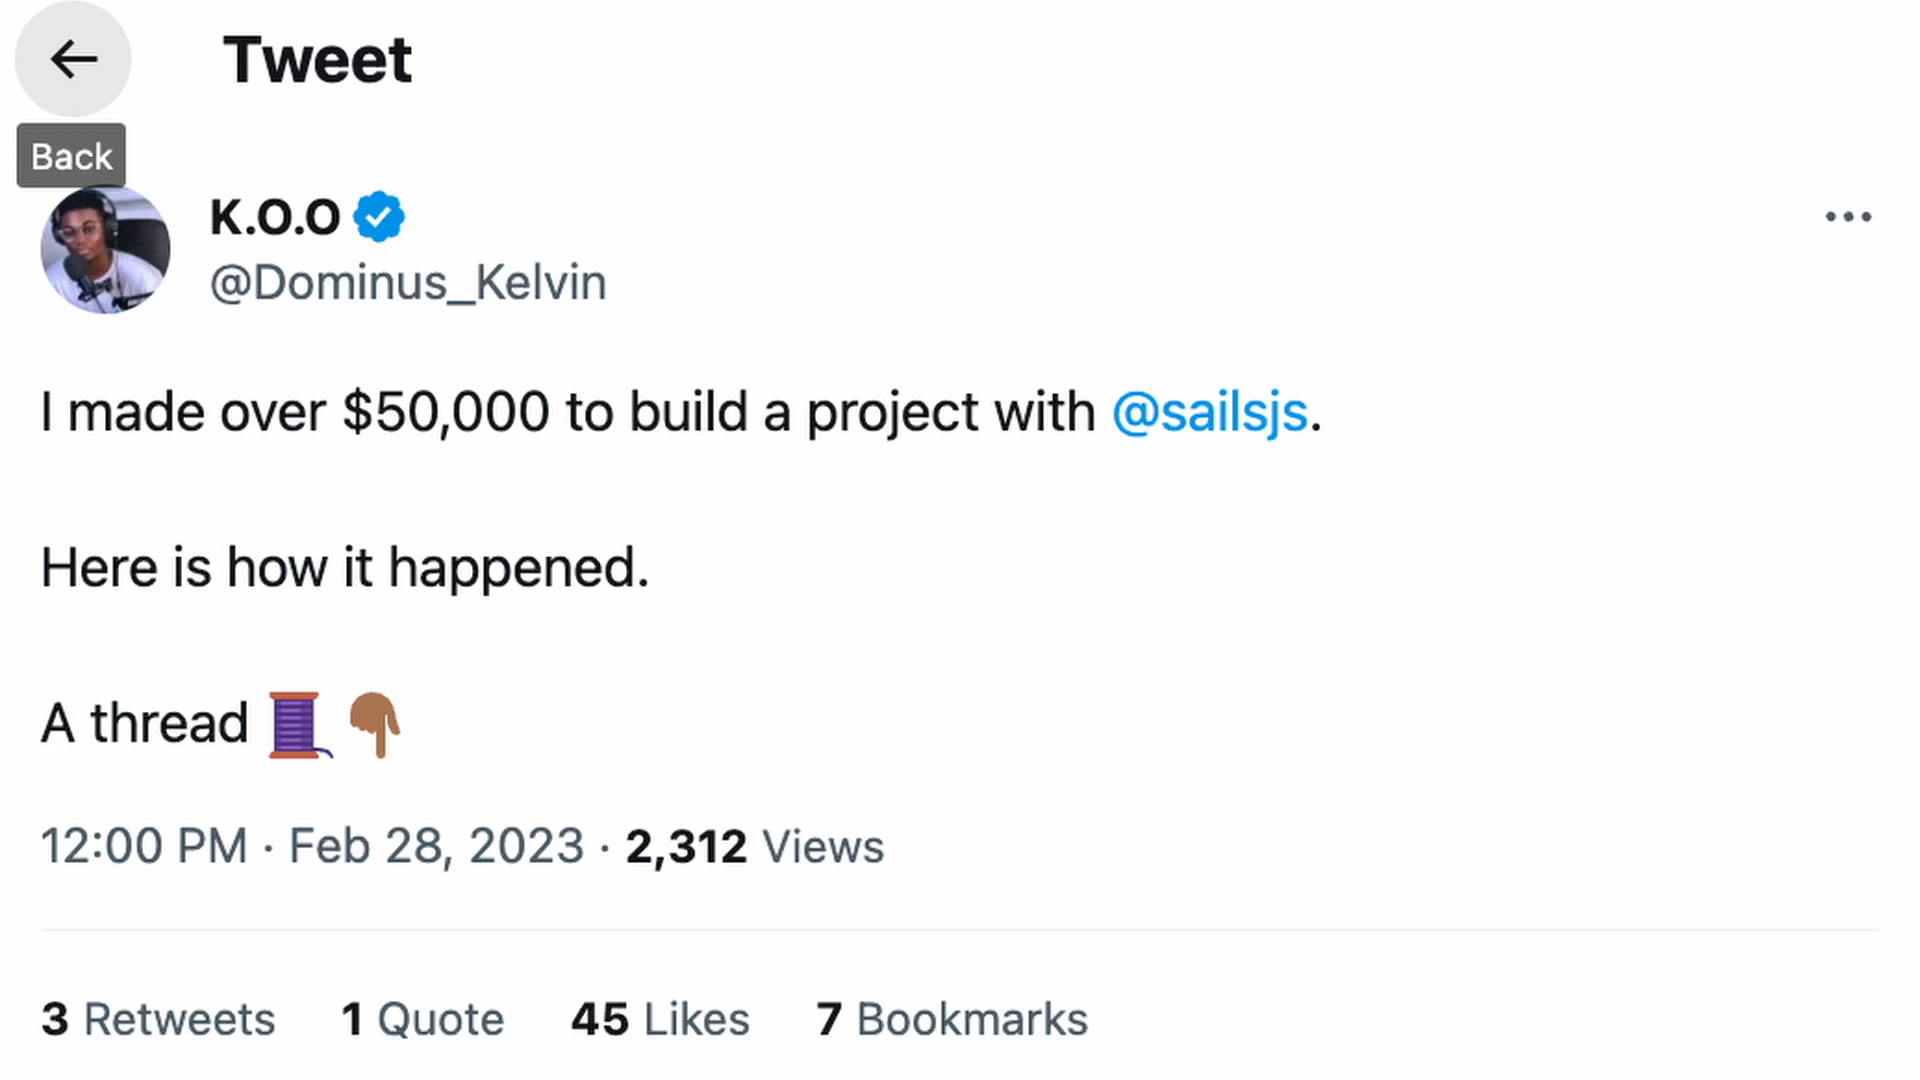 Tweet
Back
K.O.O
@Dominus_Kelvin
I made over $50,000 to build a project with @sailsjs.
Here is how it happened.
A thread 🧵 👇🏾
12:00 PM · Feb 28, 2023 · 2,312 Views
3 Retweets 1 Quote 45 Likes 7 Bookmarks